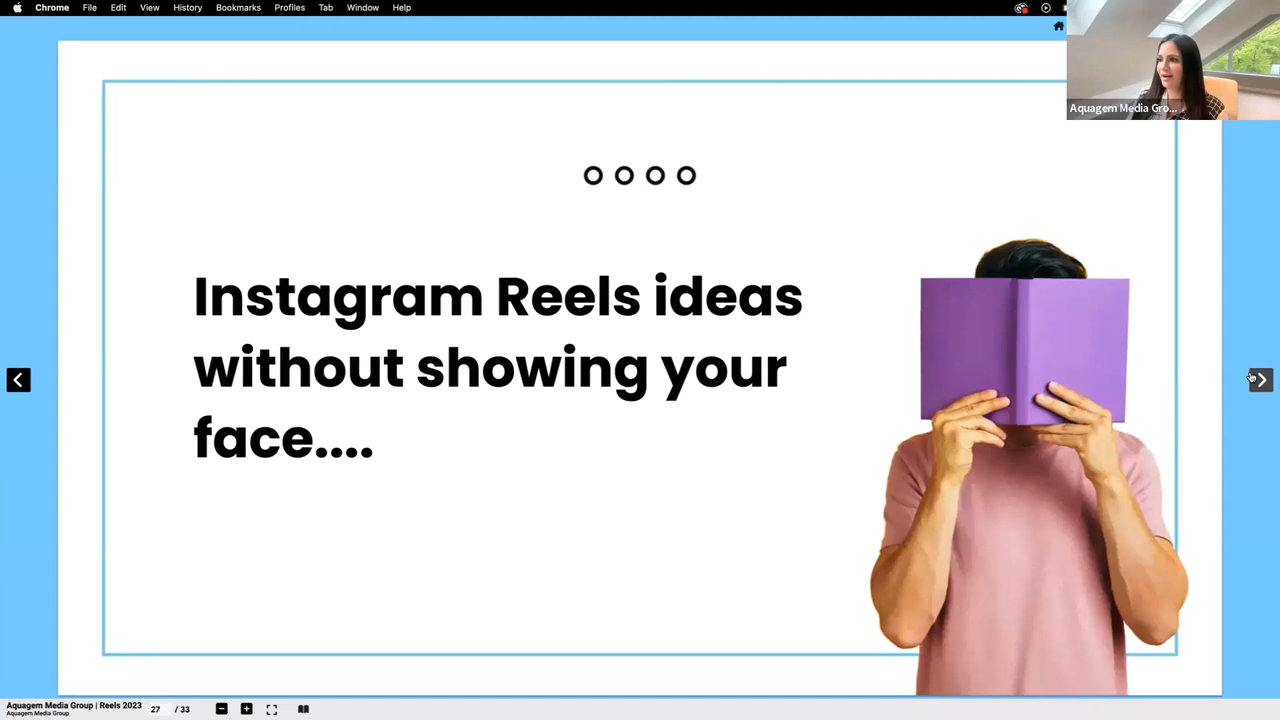 Chrome File Edit View History Bookmarks Profiles Tab Window Help
Aquagem Media Gro...
Instagram Reels ideas
without showing your
face....
Aquagem Media Group | Reels 2023
Aquagem Media Group
27 / 33